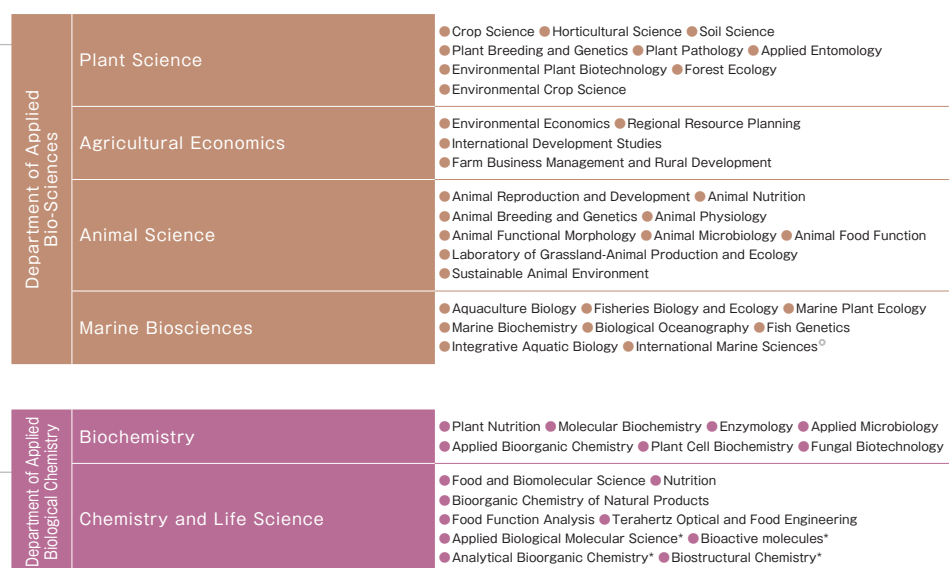 Department of Applied
Bio-Sciences
Plant Science
●Crop Science ●Horticultural Science ●Soil Science
●Plant Breeding and Genetics ●Plant Pathology ●Applied Entomology
●Environmental Plant Biotechnology ●Forest Ecology
●Environmental Crop Science
Agricultural Economics
●Environmental Economics ●Regional Resource Planning
●International Development Studies
●Farm Business Management and Rural Development
Animal Science
●Animal Reproduction and Development ●Animal Nutrition
●Animal Breeding and Genetics ●Animal Physiology
●Animal Functional Morphology ●Animal Microbiology ●Animal Food Function
●Laboratory of Grassland-Animal Production and Ecology
●Sustainable Animal Environment
Marine Biosciences
●Aquaculture Biology ●Fisheries Biology and Ecology ●Marine Plant Ecology
●Marine Biochemistry ●Biological Oceanography ●Fish Genetics
●Integrative Aquatic Biology ●International Marine Sciences○
Department of Applied
Biological Chemistry
Biochemistry
●Plant Nutrition ●Molecular Biochemistry ●Enzymology ●Applied Microbiology
●Applied Bioorganic Chemistry ●Plant Cell Biochemistry ●Fungal Biotechnology
Chemistry and Life Science
●Food and Biomolecular Science ●Nutrition
●Bioorganic Chemistry of Natural Products
●Food Function Analysis ●Terahertz Optical and Food Engineering
●Applied Biological Molecular Science* ●Bioactive molecules*
●Analytical Bioorganic Chemistry* ●Biostructural Chemistry*